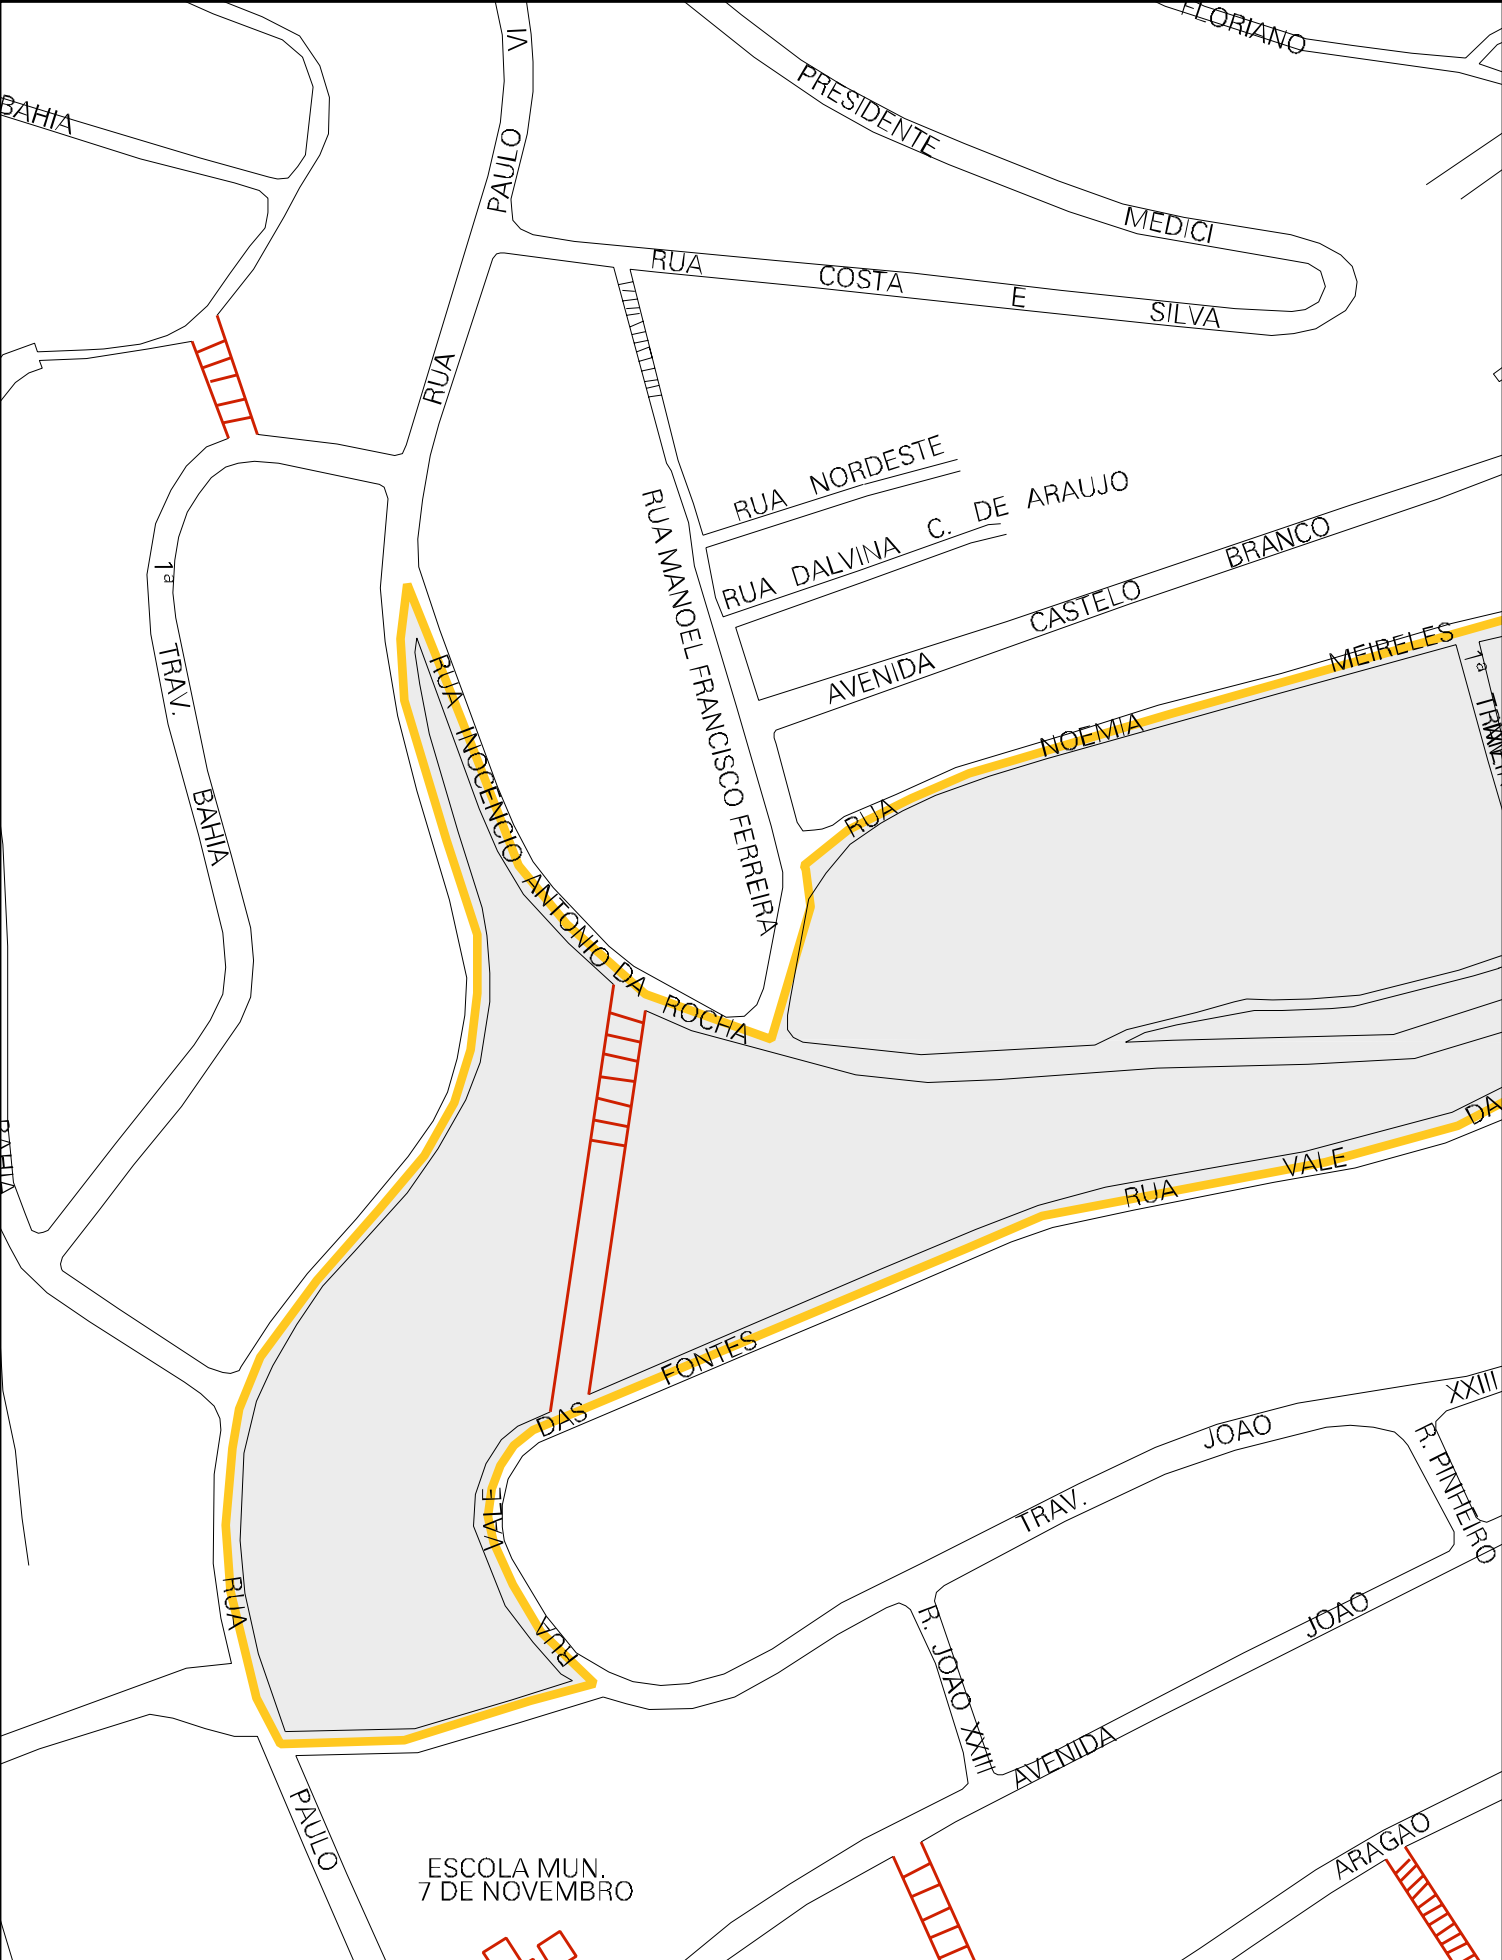 FLORIANO
VI
PRESIDENTE
BAHIA
PAULO
MEDICI
RUA
COSTA
E
SILVA
RUA
RUA NORDESTE
RUA DALVINA C. DE ARAUJO
RUA MANOEL FRANCISCO FERREIRA
AVENIDA CASTELO BRANCO
1ª
TRAV.
BAHIA
RUA INOCENCIO ANTONIO DA ROCHA
RUA NOEMIA MEIRELES
1ª
BAHIA
RUA VALE DAS FONTES
RUA VALE DA
XXIII
TRAV. JOAO
R. PINHEIRO
RUA
R. JOAO XXIII
AVENIDA JOAO
PAULO
ESCOLA MUN.
7 DE NOVEMBRO
ARAGAO